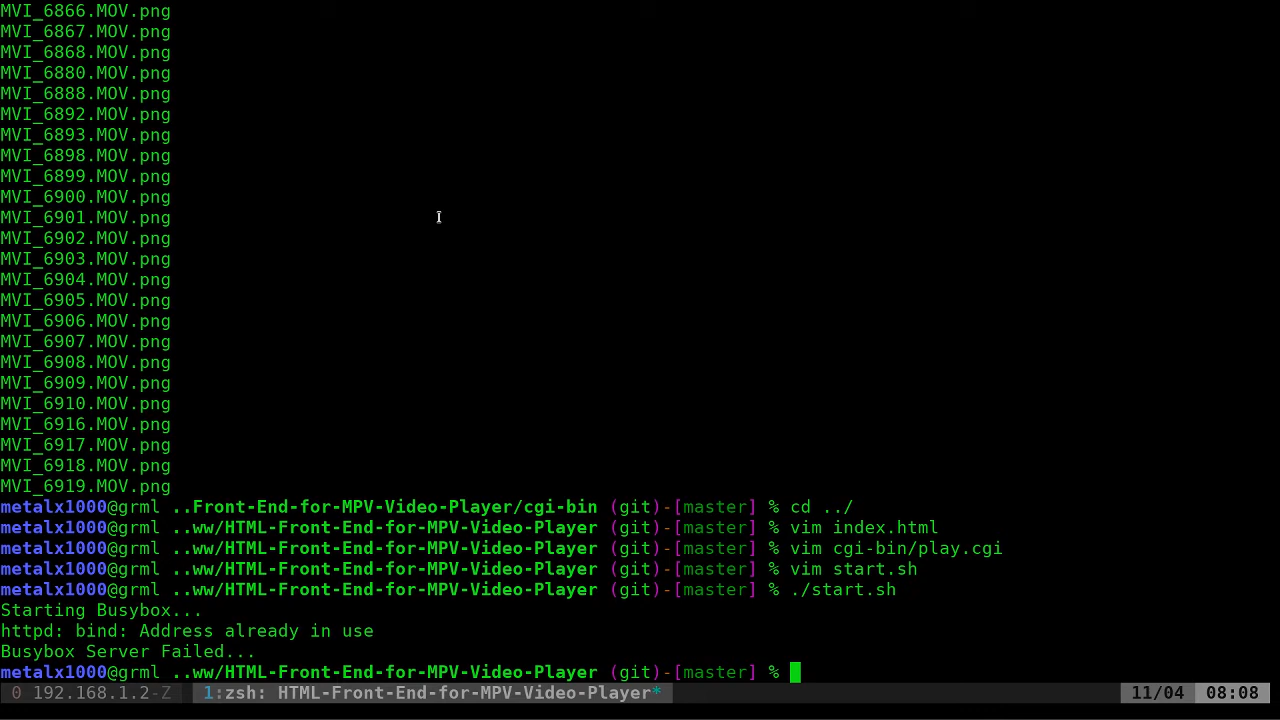 MVI_6866.MOV.png
MVI_6867.MOV.png
MVI_6868.MOV.png
MVI_6880.MOV.png
MVI_6888.MOV.png
MVI_6892.MOV.png
MVI_6893.MOV.png
MVI_6898.MOV.png
MVI_6899.MOV.png
MVI_6900.MOV.png
MVI_6901.MOV.png
MVI_6902.MOV.png
MVI_6903.MOV.png
MVI_6904.MOV.png
MVI_6905.MOV.png
MVI_6906.MOV.png
MVI_6907.MOV.png
MVI_6908.MOV.png
MVI_6909.MOV.png
MVI_6910.MOV.png
MVI_6916.MOV.png
MVI_6917.MOV.png
MVI_6918.MOV.png
MVI_6919.MOV.png
metalx1000@grml ..Front-End-for-MPV-Video-Player/cgi-bin (git)-[master] % cd ../
metalx1000@grml ..ww/HTML-Front-End-for-MPV-Video-Player (git)-[master] % vim index.html
metalx1000@grml ..ww/HTML-Front-End-for-MPV-Video-Player (git)-[master] % vim cgi-bin/play.cgi
metalx1000@grml ..ww/HTML-Front-End-for-MPV-Video-Player (git)-[master] % vim start.sh
metalx1000@grml ..ww/HTML-Front-End-for-MPV-Video-Player (git)-[master] % ./start.sh
Starting Busybox...
httpd: bind: Address already in use
Busybox Server Failed...
metalx1000@grml ..ww/HTML-Front-End-for-MPV-Video-Player (git)-[master] %
0 192.168.1.2-Z 1:zsh: HTML-Front-End-for-MPV-Video-Player* 11/04 08:08